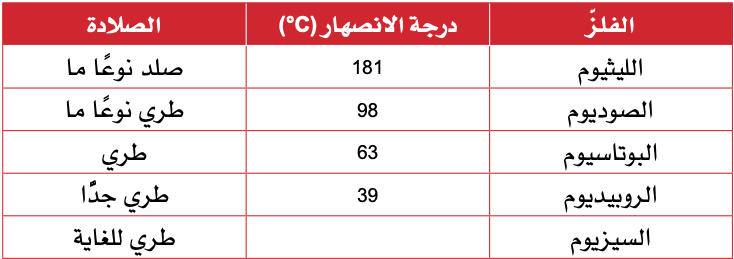 الفلزّ درجة الانصهار (°C) الصلادة
الليثيوم 181 صلد نوعًا ما
الصوديوم 98 طري نوعًا ما
البوتاسيوم 63 طري
الروبيديوم 39 طري جدًّا
السيزيوم طري للغاية